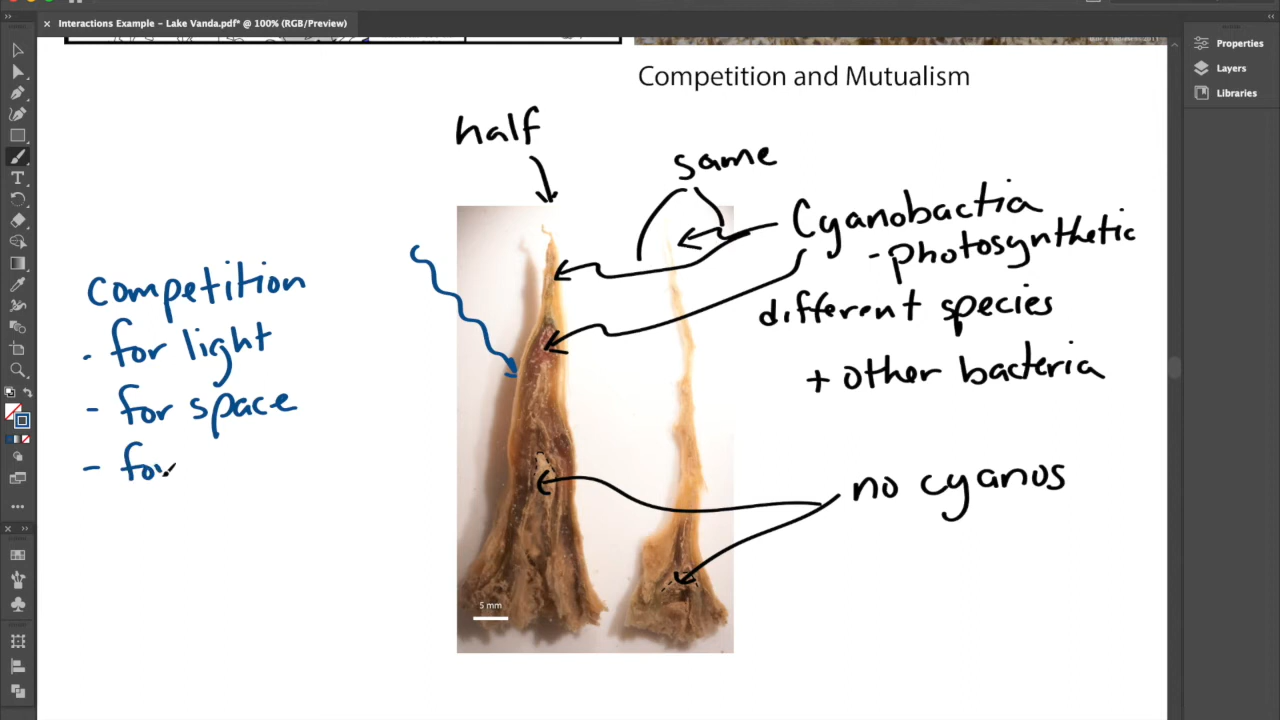 Interactions Example – Lake Vanda.pdf* @ 100% (RGB/Preview)
Properties
Layers
Libraries
Competition and Mutualism
half
same
Cyanobactia
- photosynthetic
different species
+ other bacteria
no cyanos
competition
- for light
- for space
- for
5 mm